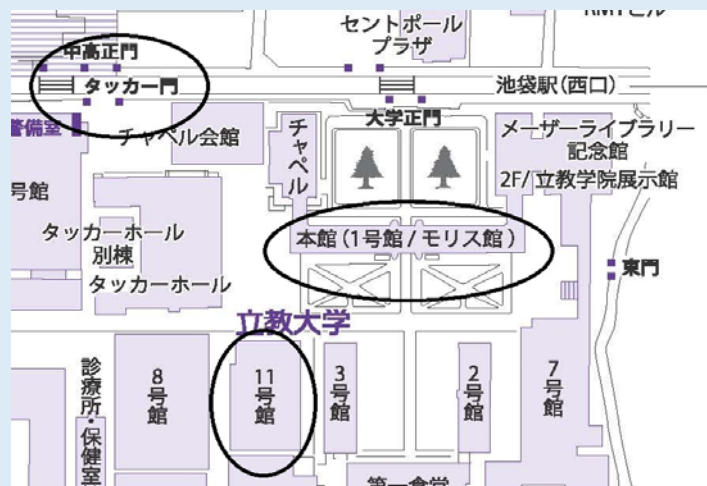 セントポール
プラザ
中高正門
タッカー門
池袋駅(西口)
大学正門
警備室
チャペル会館
チャペル
メーザーライブラリー
記念館
2F/立教学院展示館
号館
タッカーホール
別棟
タッカーホール
本館(1号館/モリス館)
東門
立教大学
診療所・保健室
8号館
11号館
3号館
2号館
7号館
第一食堂